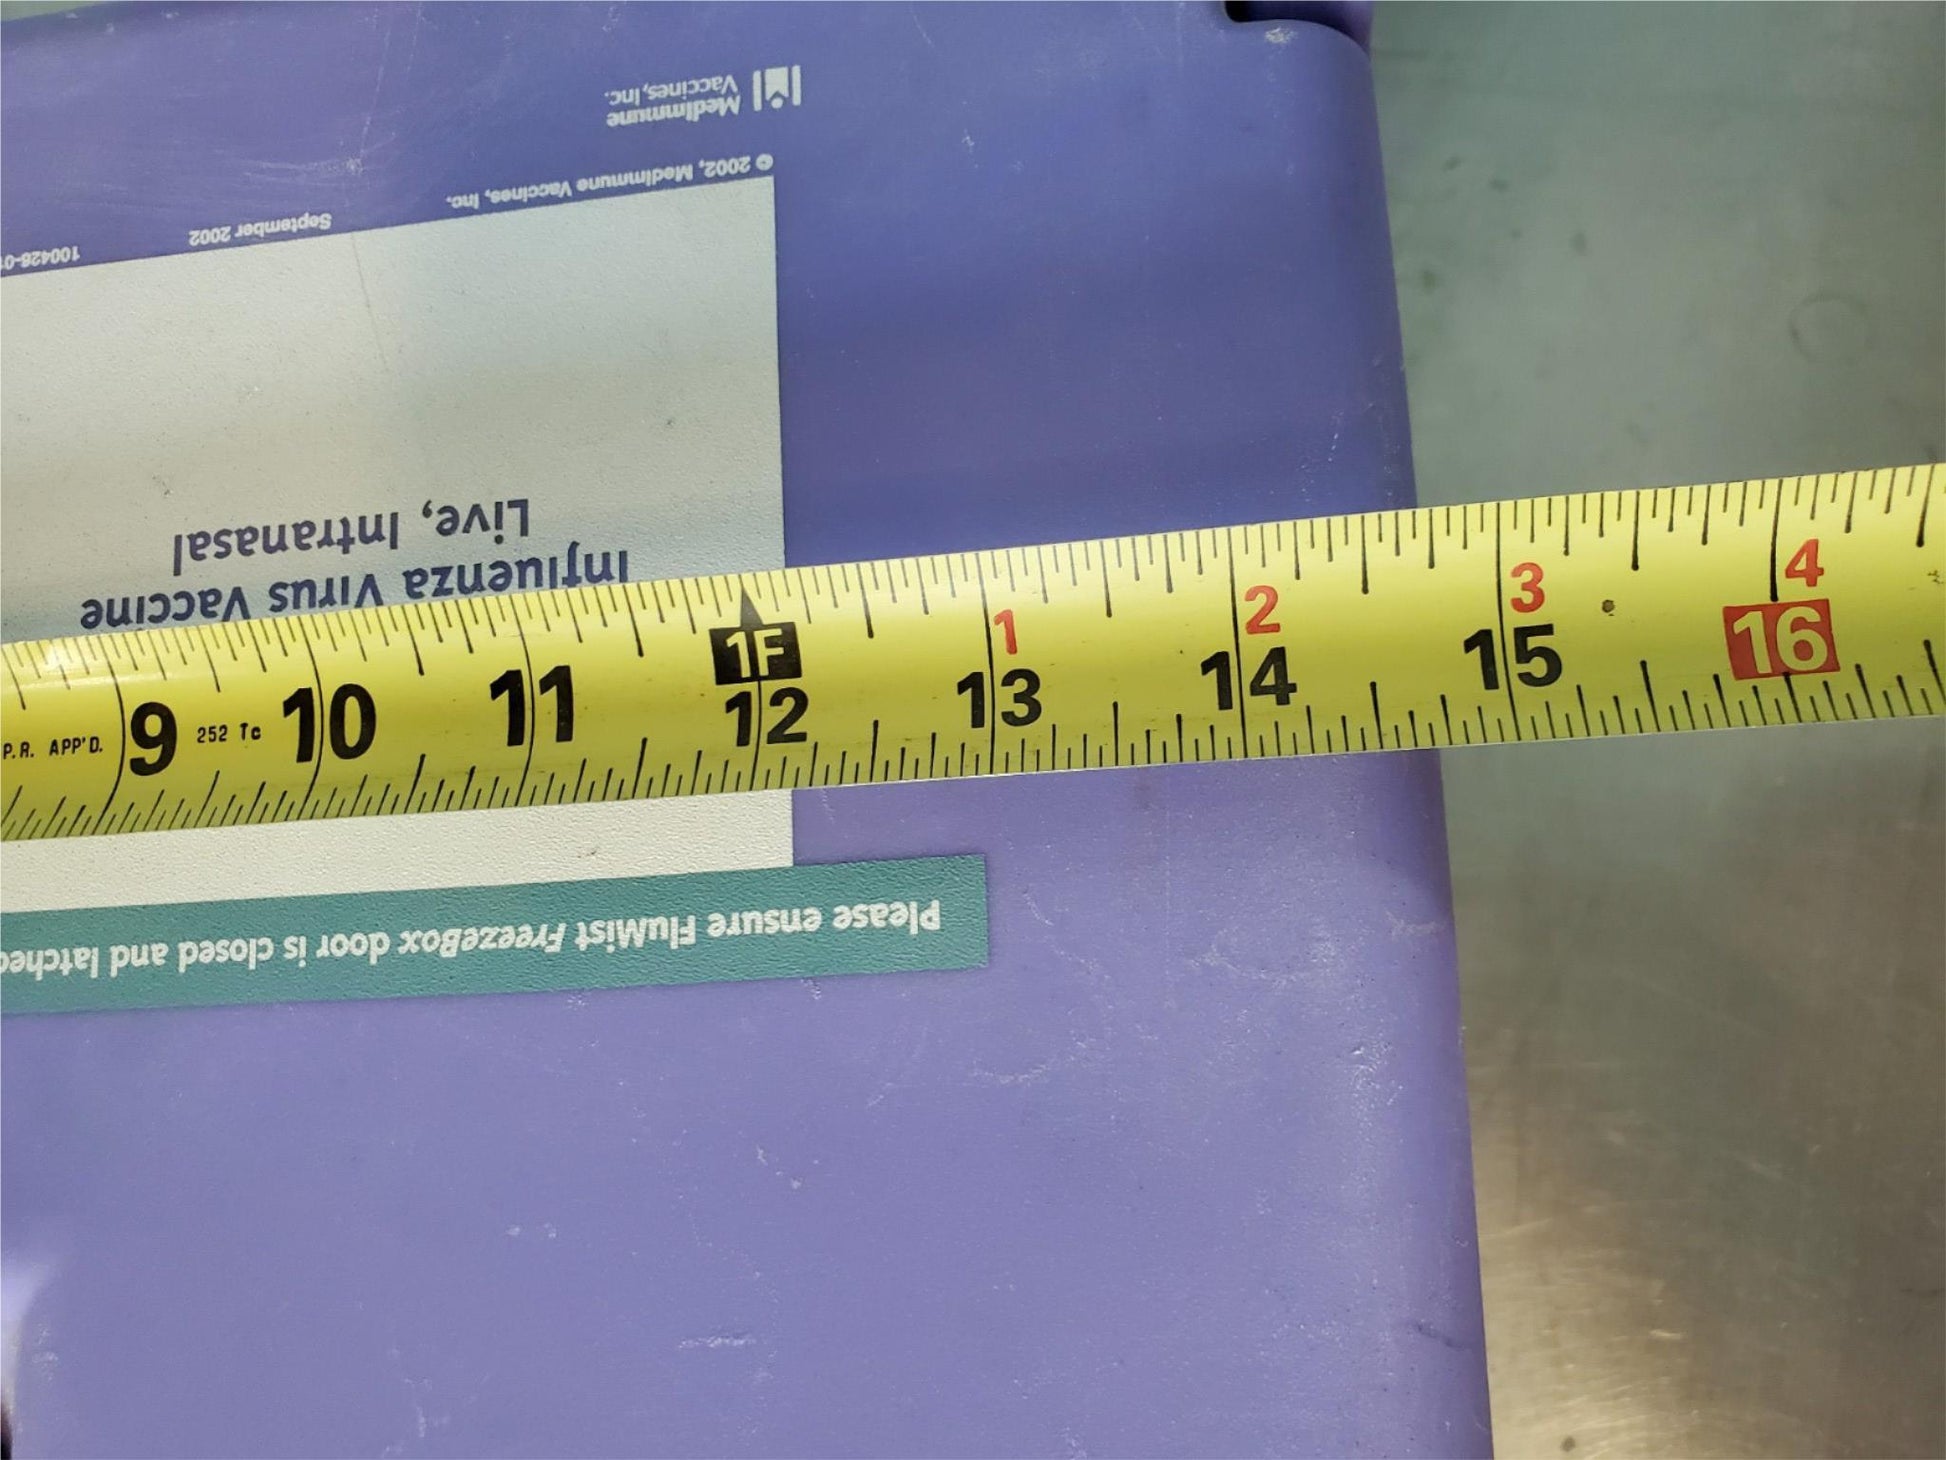 MedImmune
Vaccines, Inc.
© 2002, MedImmune Vaccines, Inc.
September 2002
Influenza Virus Vaccine
Live, Intranasal
1 2 3 4
1F
P.R. APP'D. 9 252 Tc 10 11 12 13 14 15 16
Please ensure FluMist FreezeBox door is closed and